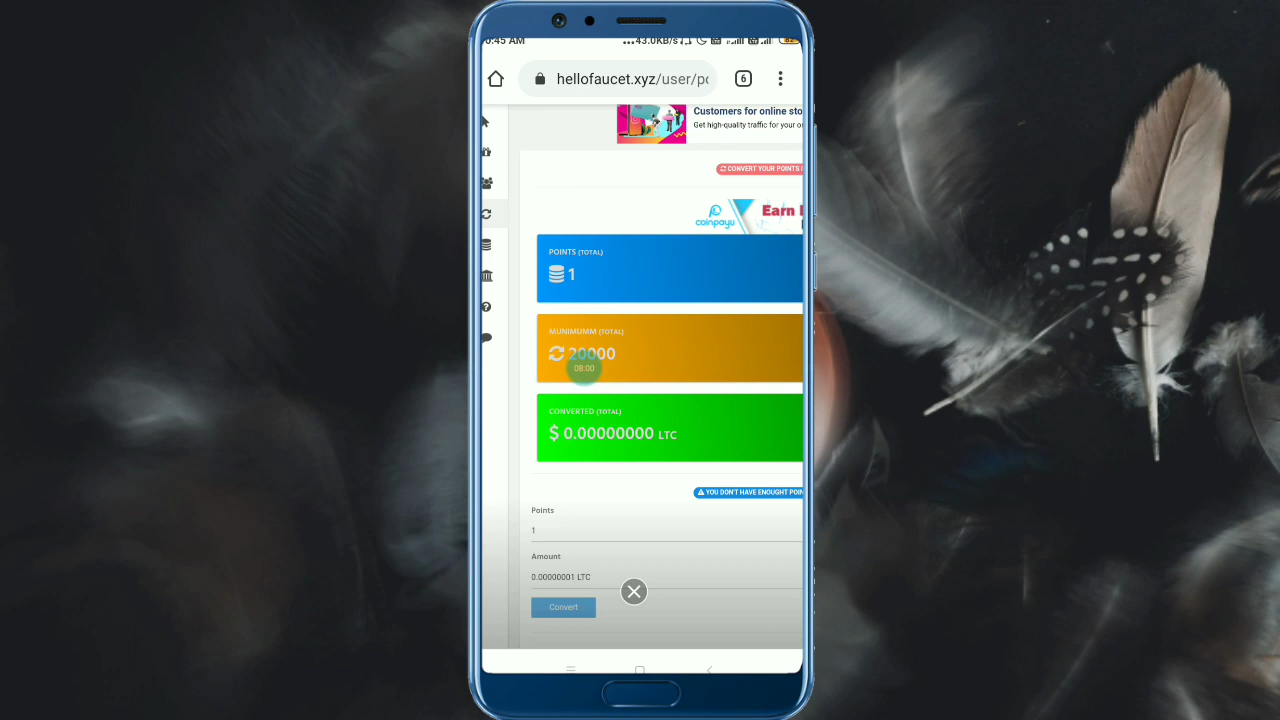 :45 AM
...43.0KB/s
82
hellofaucet.xyz/user/po
6
Customers for online sto
Get high-quality traffic for your o
CONVERT YOUR POINTS
coinpayu
Earn
POINTS (TOTAL)
1
MUNIMUMM (TOTAL)
20000
08:00
CONVERTED (TOTAL)
$ 0.00000000 LTC
YOU DON'T HAVE ENOUGHT POIN
Points
1
Amount
0.00000001 LTC
Convert